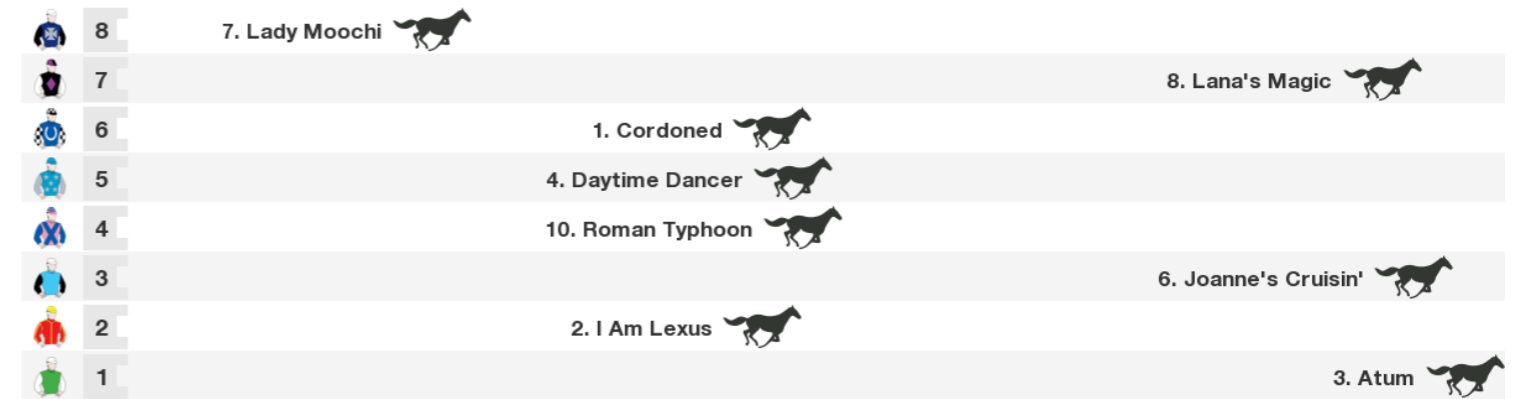 8 7. Lady Moochi
7 8. Lana's Magic
6 1. Cordoned
5 4. Daytime Dancer
4 10. Roman Typhoon
3 6. Joanne's Cruisin'
2 2. I Am Lexus
1 3. Atum